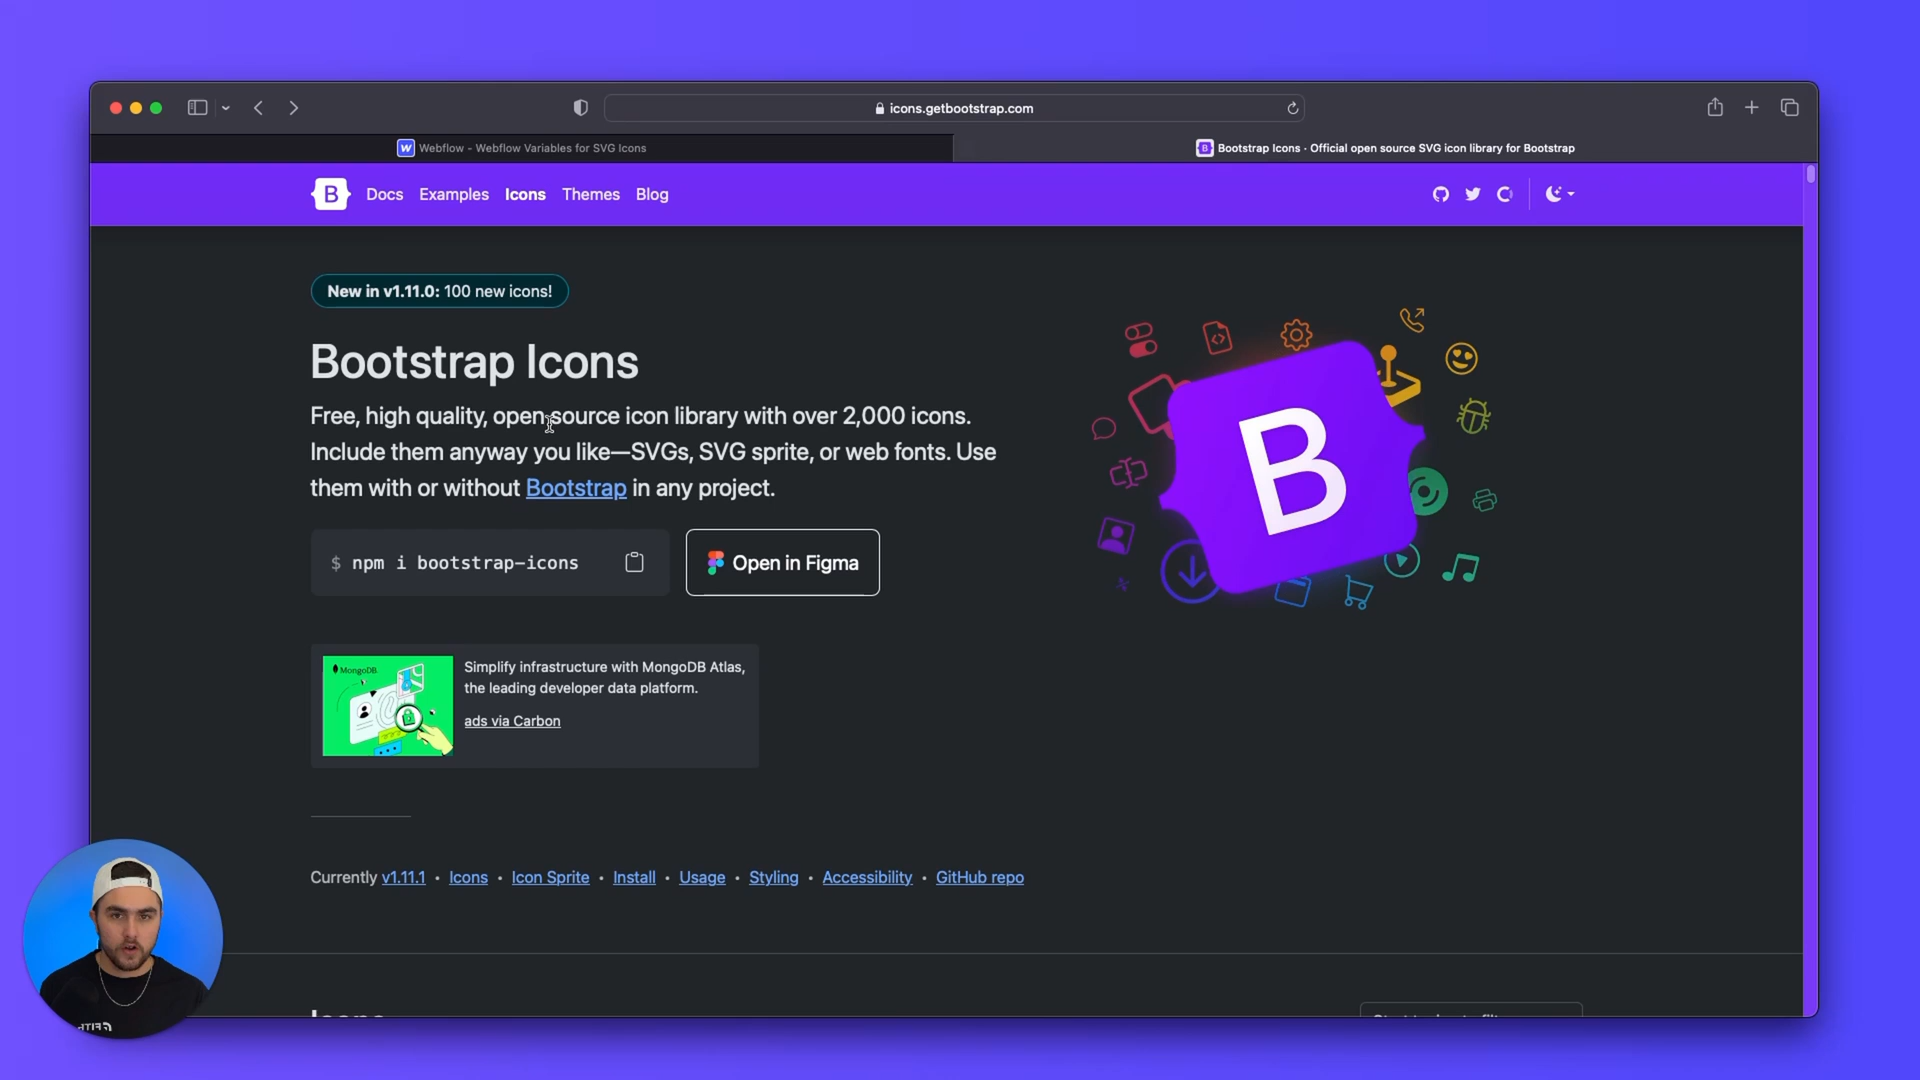 icons.getbootstrap.com
W Webflow - Webflow Variables for SVG Icons
B Bootstrap Icons · Official open source SVG icon library for Bootstrap
B Docs Examples Icons Themes Blog
New in v1.11.0: 100 new icons!
Bootstrap Icons
Free, high quality, open source icon library with over 2,000 icons.
Include them anyway you like—SVGs, SVG sprite, or web fonts. Use
them with or without Bootstrap in any project.
$ npm i bootstrap-icons
Open in Figma
B
MongoDB.
Simplify infrastructure with MongoDB Atlas,
the leading developer data platform.
ads via Carbon
Currently v1.11.1 · Icons · Icon Sprite · Install · Usage · Styling · Accessibility · GitHub repo
Icons